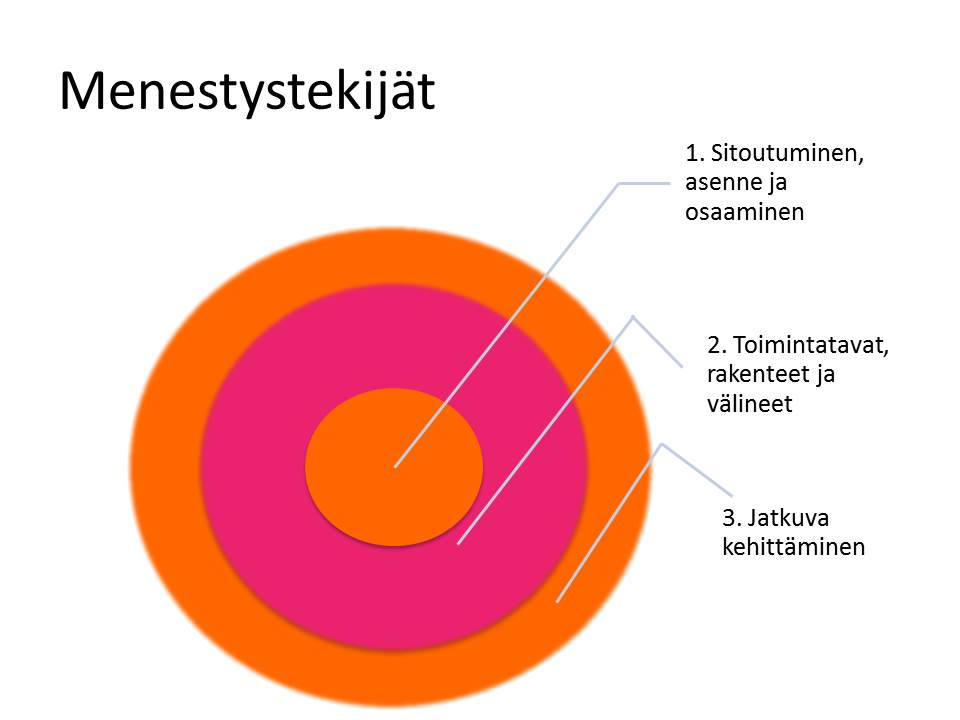 Menestystekijät
1. Sitoutuminen,
asenne ja
osaaminen
2. Toimintatavat,
rakenteet ja
välineet
3. Jatkuva
kehittäminen